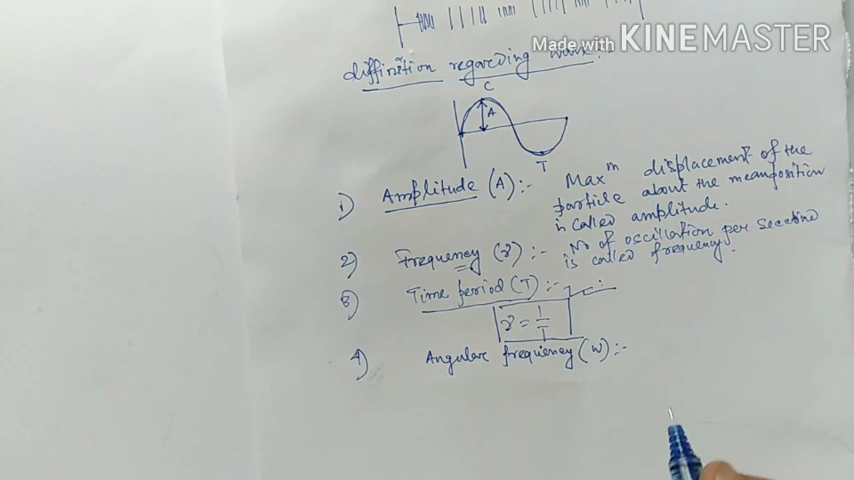 Made with KINEMASTER
diffinition regarding wave:
C
A
T
1) Amplitude (A) :- Max^m displacement of the
particle about the meanposition
is called amplitude.
2) Frequency (ν) :- No of oscillation per second
is called frequency.
3) Time period (T) :-
ν = 1/T
4) Angular frequency (w) :-